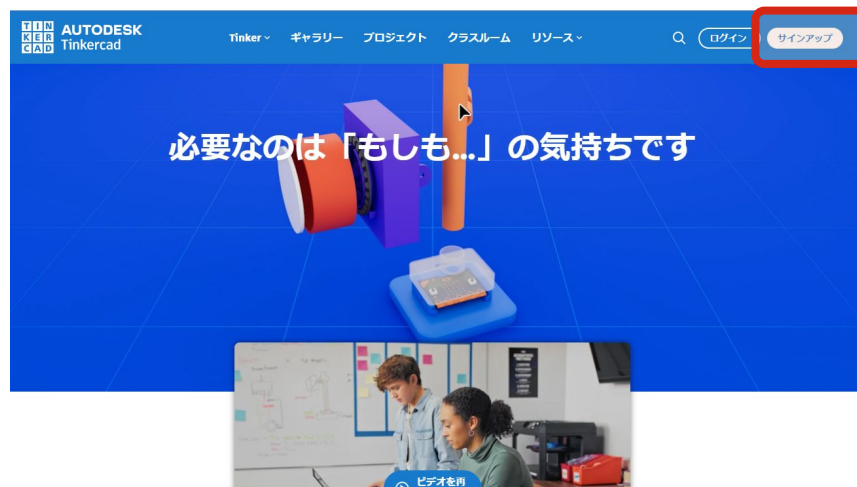 TIN
KER
CAD
AUTODESK
Tinkercad
Tinker
ギャラリー
プロジェクト
クラスルーム
リソース
ログイン
サインアップ
必要なのは「もしも...」の気持ちです
ビデオを再